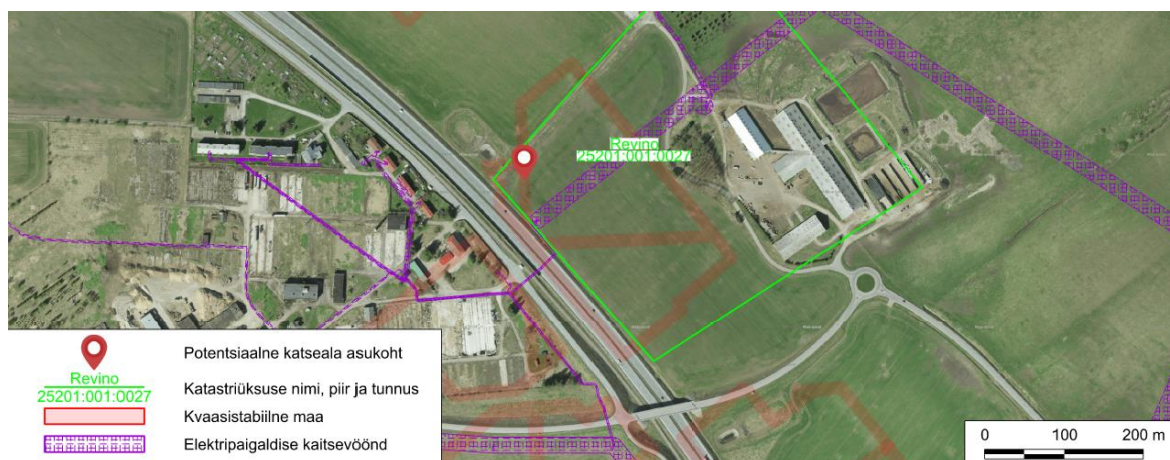 Revino
25201:001:0027
Potentsiaalne katseala asukoht
Revino
25201:001:0027
Katastriüksuse nimi, piir ja tunnus
Kvaasistabiilne maa
Elektripaigaldise kaitsevöönd
0 100 200 m